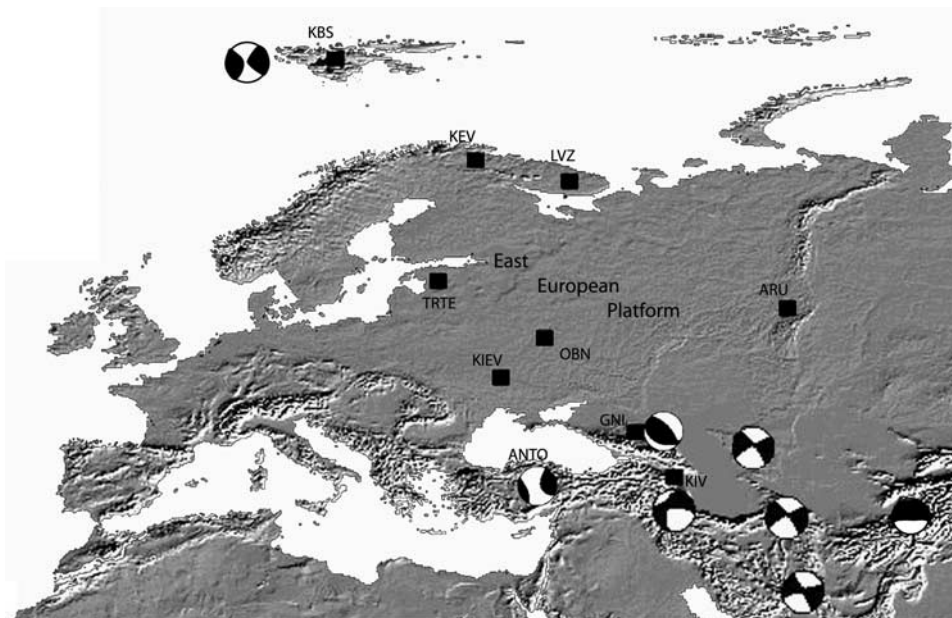 KBS
KEV
LVZ
East
European
Platform
TRTE
ARU
OBN
KIEV
GNI
ANTO
KIV